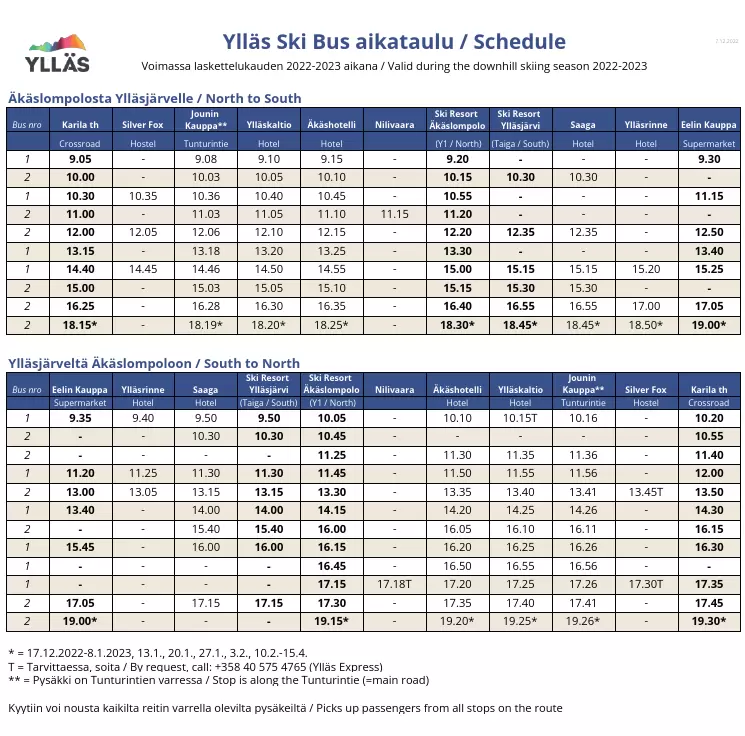 YLLÄS
Ylläs Ski Bus aikataulu / Schedule
7.12.2022
Voimassa laskettelukauden 2022-2023 aikana / Valid during the downhill skiing season 2022-2023
Äkäslompolosta Ylläsjärvelle / North to South
Bus nro Karila th Silver Fox Jounin Kauppa** Ylläskaltio Äkäshotelli Nilivaara Ski Resort Äkäslompolo Ski Resort Ylläsjärvi Saaga Ylläsrinne Eelin Kauppa
Crossroad Hostel Tunturintie Hotel Hotel (Y1 / North) (Taiga / South) Hotel Hotel Supermarket
1 9.05 - 9.08 9.10 9.15 - 9.20 - - - 9.30
2 10.00 - 10.03 10.05 10.10 - 10.15 10.30 10.30 - -
1 10.30 10.35 10.36 10.40 10.45 - 10.55 - - - 11.15
2 11.00 - 11.03 11.05 11.10 11.15 11.20 - - - -
2 12.00 12.05 12.06 12.10 12.15 - 12.20 12.35 12.35 - 12.50
1 13.15 - 13.18 13.20 13.25 - 13.30 - - - 13.40
1 14.40 14.45 14.46 14.50 14.55 - 15.00 15.15 15.15 15.20 15.25
2 15.00 - 15.03 15.05 15.10 - 15.15 15.30 15.30 - -
2 16.25 - 16.28 16.30 16.35 - 16.40 16.55 16.55 17.00 17.05
2 18.15* - 18.19* 18.20* 18.25* - 18.30* 18.45* 18.45* 18.50* 19.00*
Ylläsjärveltä Äkäslompoloon / South to North
Bus nro Eelin Kauppa Ylläsrinne Saaga Ski Resort Ylläsjärvi Ski Resort Äkäslompolo Nilivaara Äkäshotelli Ylläskaltio Jounin Kauppa** Silver Fox Karila th
Supermarket Hotel Hotel (Taiga / South) (Y1 / North) Hotel Hotel Tunturintie Hostel Crossroad
1 9.35 9.40 9.50 9.50 10.05 - 10.10 10.15T 10.16 - 10.20
2 - - 10.30 10.30 10.45 - - - - - 10.55
2 - - - - 11.25 - 11.30 11.35 11.36 - 11.40
1 11.20 11.25 11.30 11.30 11.45 - 11.50 11.55 11.56 - 12.00
2 13.00 13.05 13.15 13.15 13.30 - 13.35 13.40 13.41 13.45T 13.50
1 13.40 - 14.00 14.00 14.15 - 14.20 14.25 14.26 - 14.30
2 - - 15.40 15.40 16.00 - 16.05 16.10 16.11 - 16.15
1 15.45 - 16.00 16.00 16.15 - 16.20 16.25 16.26 - 16.30
1 - - - - 16.45 - 16.50 16.55 16.56 - -
1 - - - - 17.15 17.18T 17.20 17.25 17.26 17.30T 17.35
2 17.05 - 17.15 17.15 17.30 - 17.35 17.40 17.41 - 17.45
2 19.00* - - - 19.15* - 19.20* 19.25* 19.26* - 19.30*
* = 17.12.2022-8.1.2023, 13.1., 20.1., 27.1., 3.2., 10.2.-15.4.
T = Tarvittaessa, soita / By request, call: +358 40 575 4765 (Ylläs Express)
** = Pysäkki on Tunturintien varressa / Stop is along the Tunturintie (=main road)
Kyytiin voi nousta kaikilta reitin varrella olevilta pysäkeiltä / Picks up passengers from all stops on the route